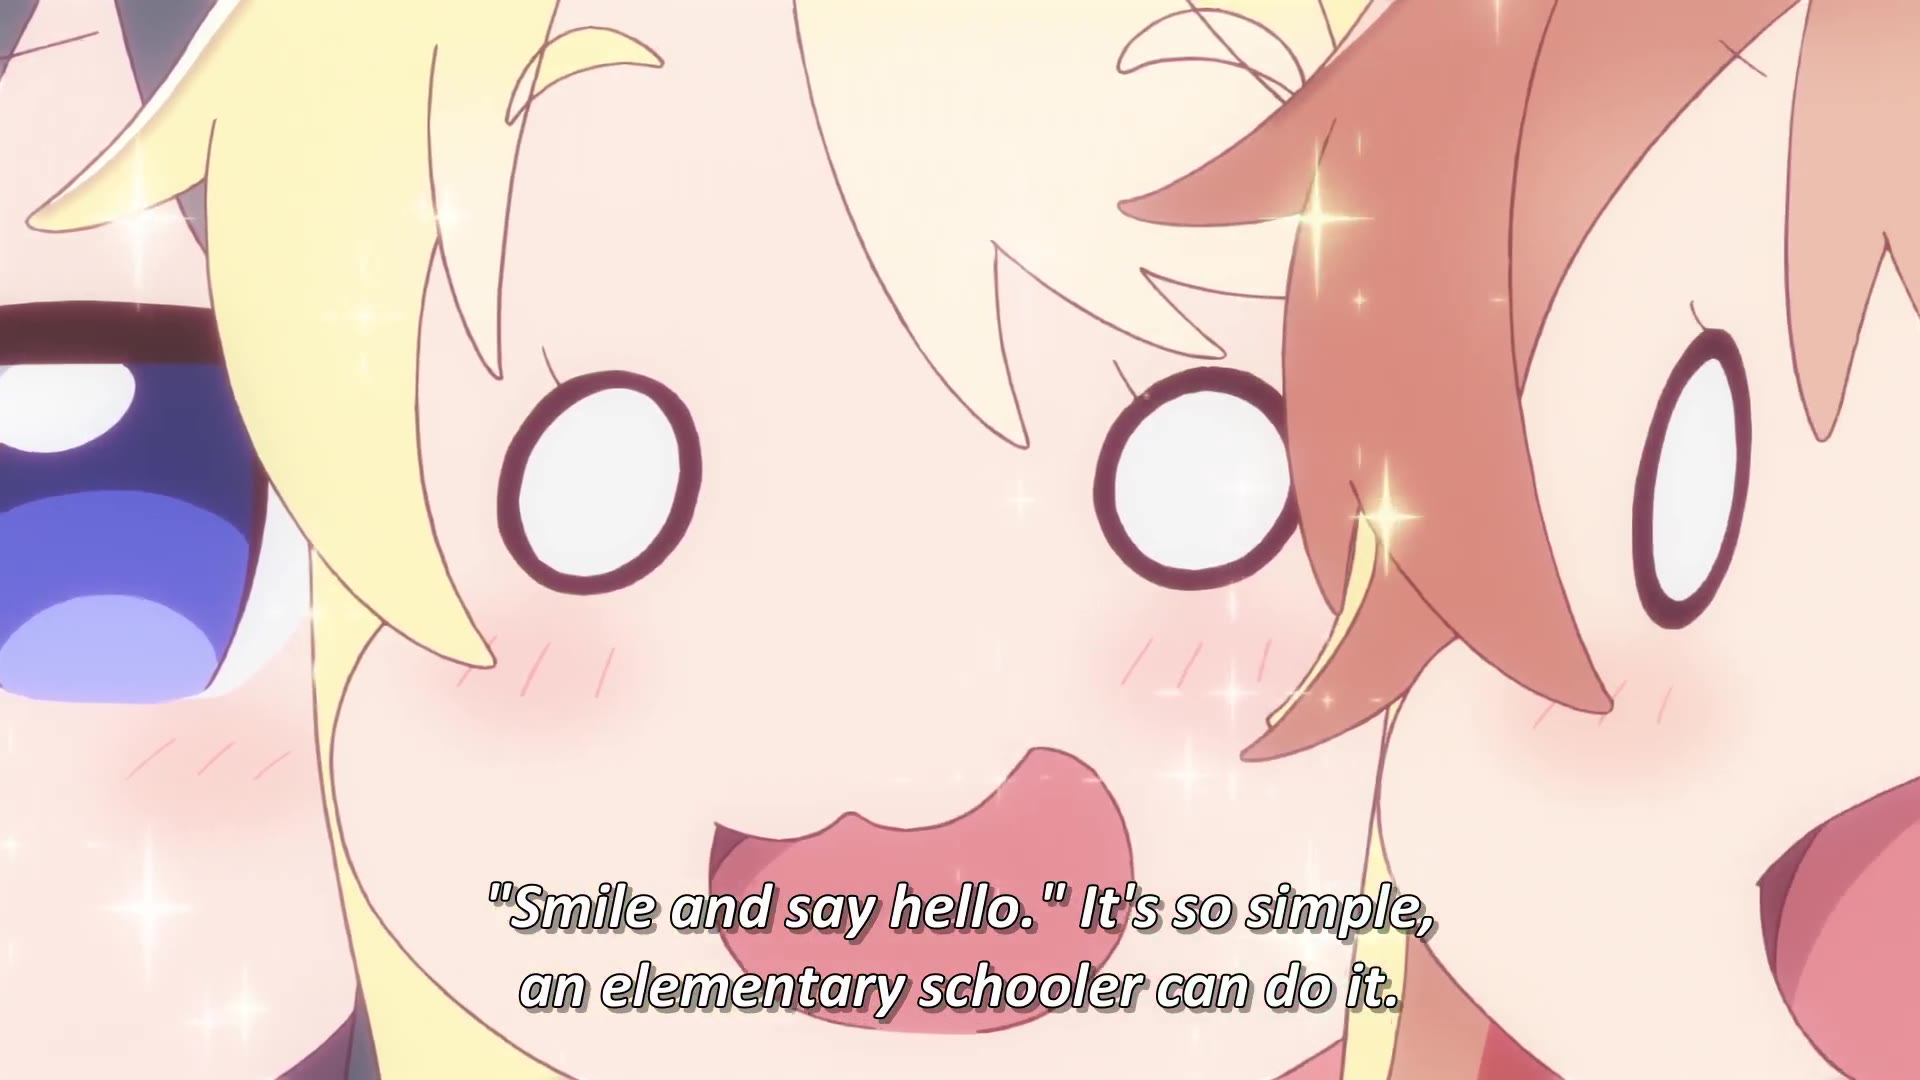 "Smile and say hello." It's so simple,
an elementary schooler can do it.